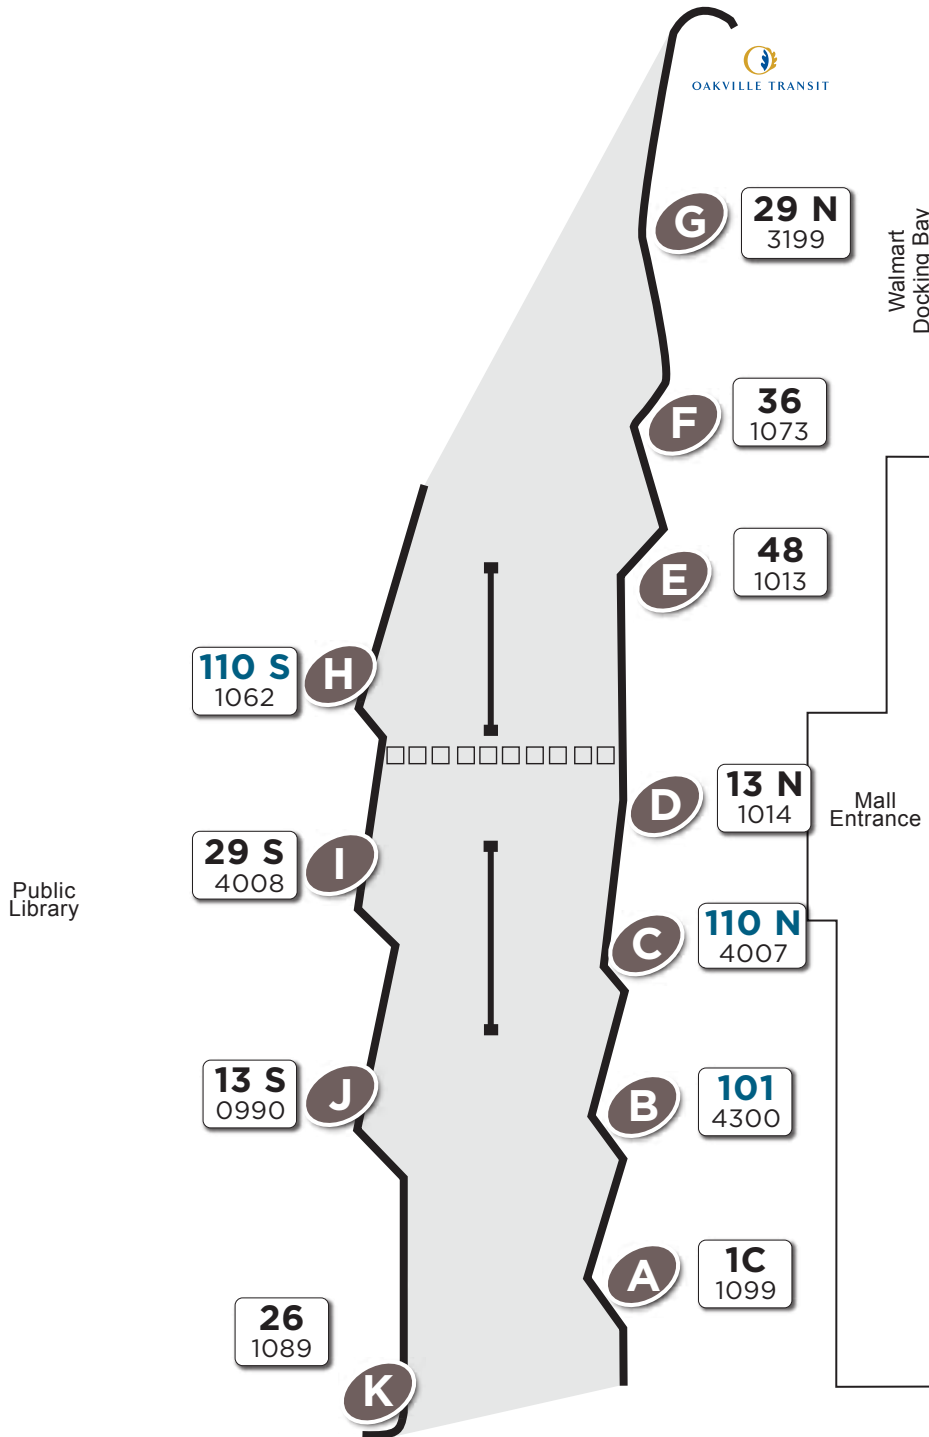 OAKVILLE TRANSIT
G
29 N
3199
Walmart
Docking Bay
F
36
1073
E
48
1013
110 S
1062
H
D
13 N
1014
Mall
Entrance
29 S
4008
I
Public
Library
C
110 N
4007
13 S
0990
J
B
101
4300
A
1C
1099
26
1089
K